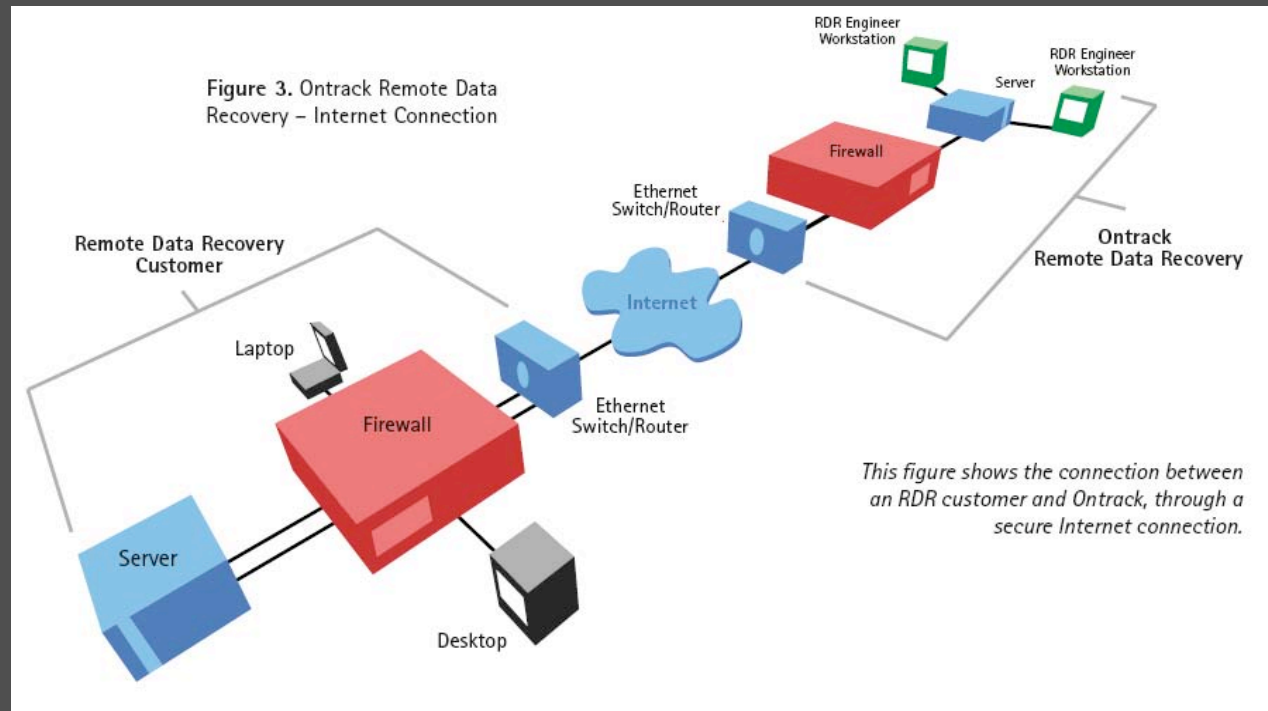 Figure 3. Ontrack Remote Data
Recovery – Internet Connection
RDR Engineer
Workstation
RDR Engineer
Workstation
Server
Firewall
Ethernet
Switch/Router
Ontrack
Remote Data Recovery
Remote Data Recovery
Customer
Internet
Laptop
Firewall
Ethernet
Switch/Router
Server
Desktop
This figure shows the connection between
an RDR customer and Ontrack, through a
secure Internet connection.